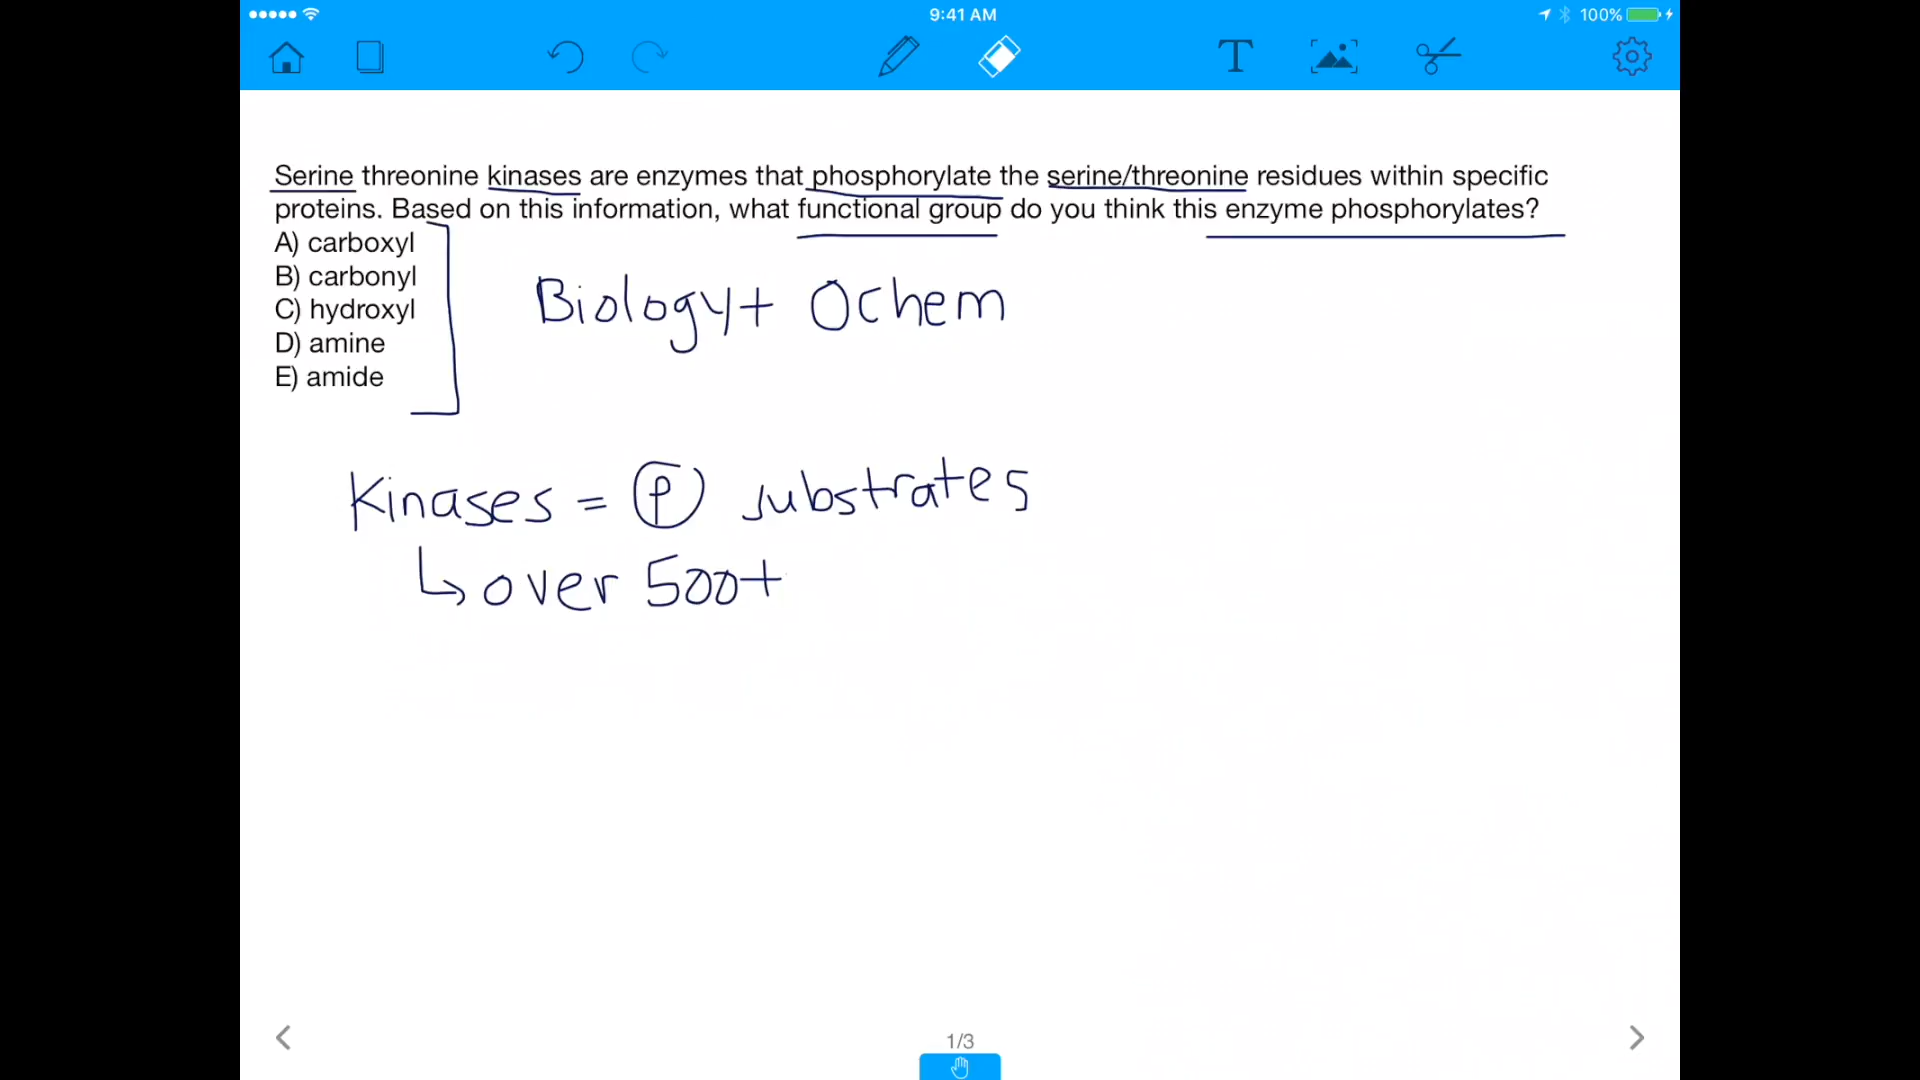 9:41 AM
100%
T
Serine threonine kinases are enzymes that phosphorylate the serine/threonine residues within specific
proteins. Based on this information, what functional group do you think this enzyme phosphorylates?
A) carboxyl
B) carbonyl
C) hydroxyl
D) amine
E) amide
Biology + Ochem
Kinases = P substrates
↳ over 500+
1/3